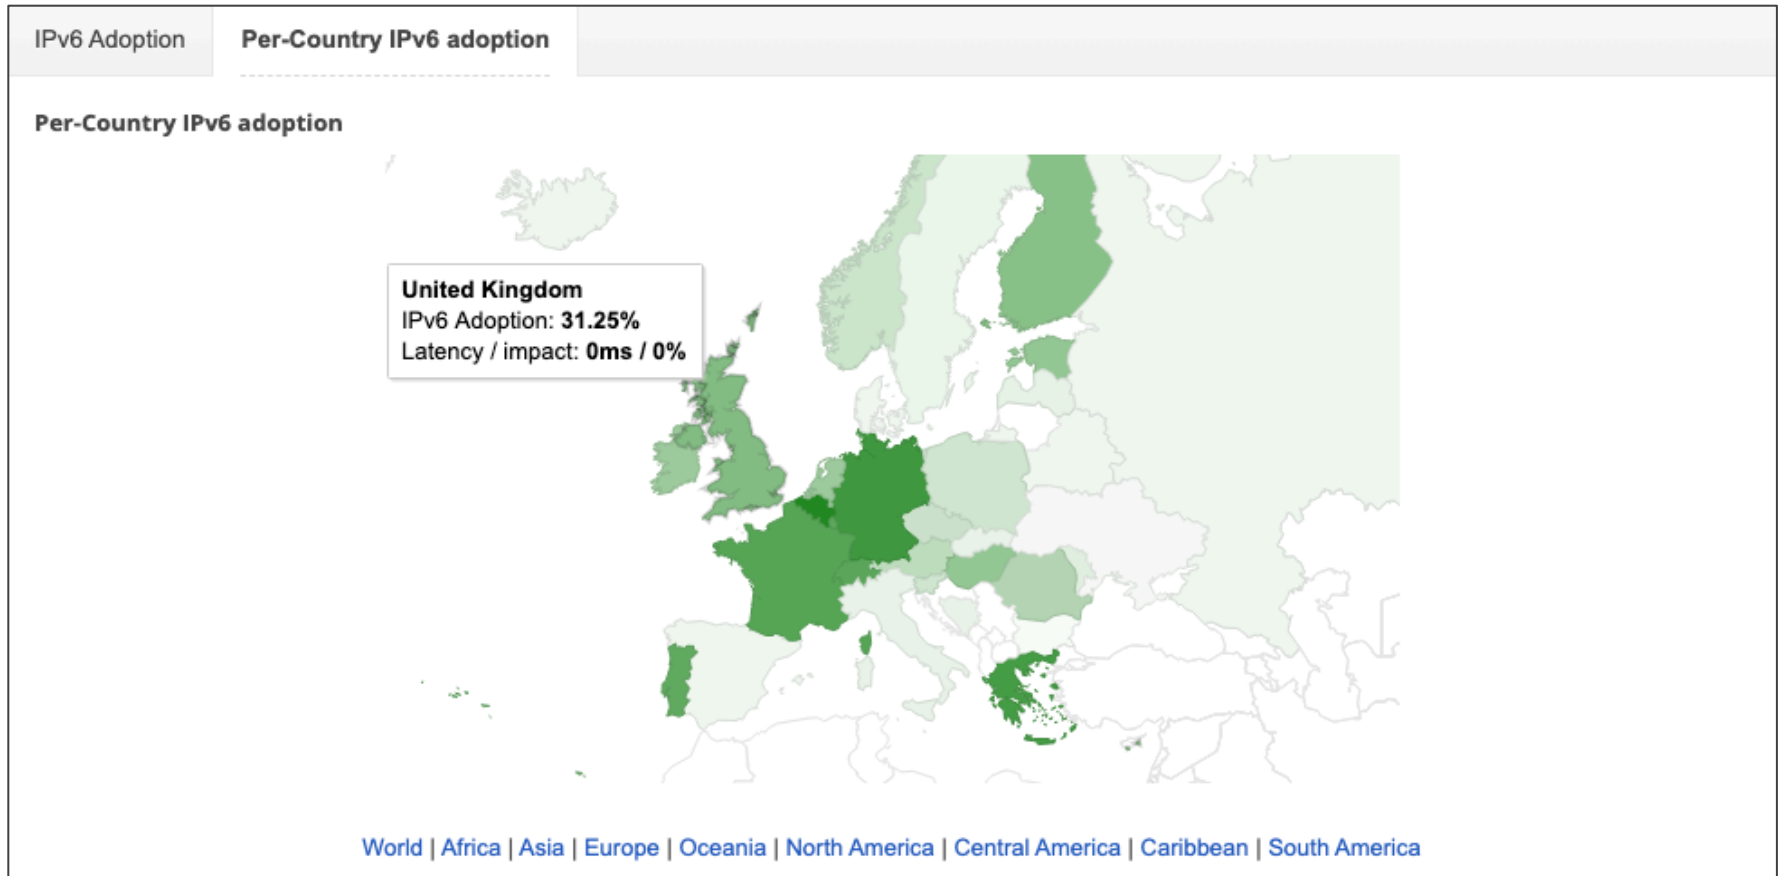 IPv6 Adoption
Per-Country IPv6 adoption
Per-Country IPv6 adoption
United Kingdom
IPv6 Adoption: 31.25%
Latency / impact: 0ms / 0%
World | Africa | Asia | Europe | Oceania | North America | Central America | Caribbean | South America